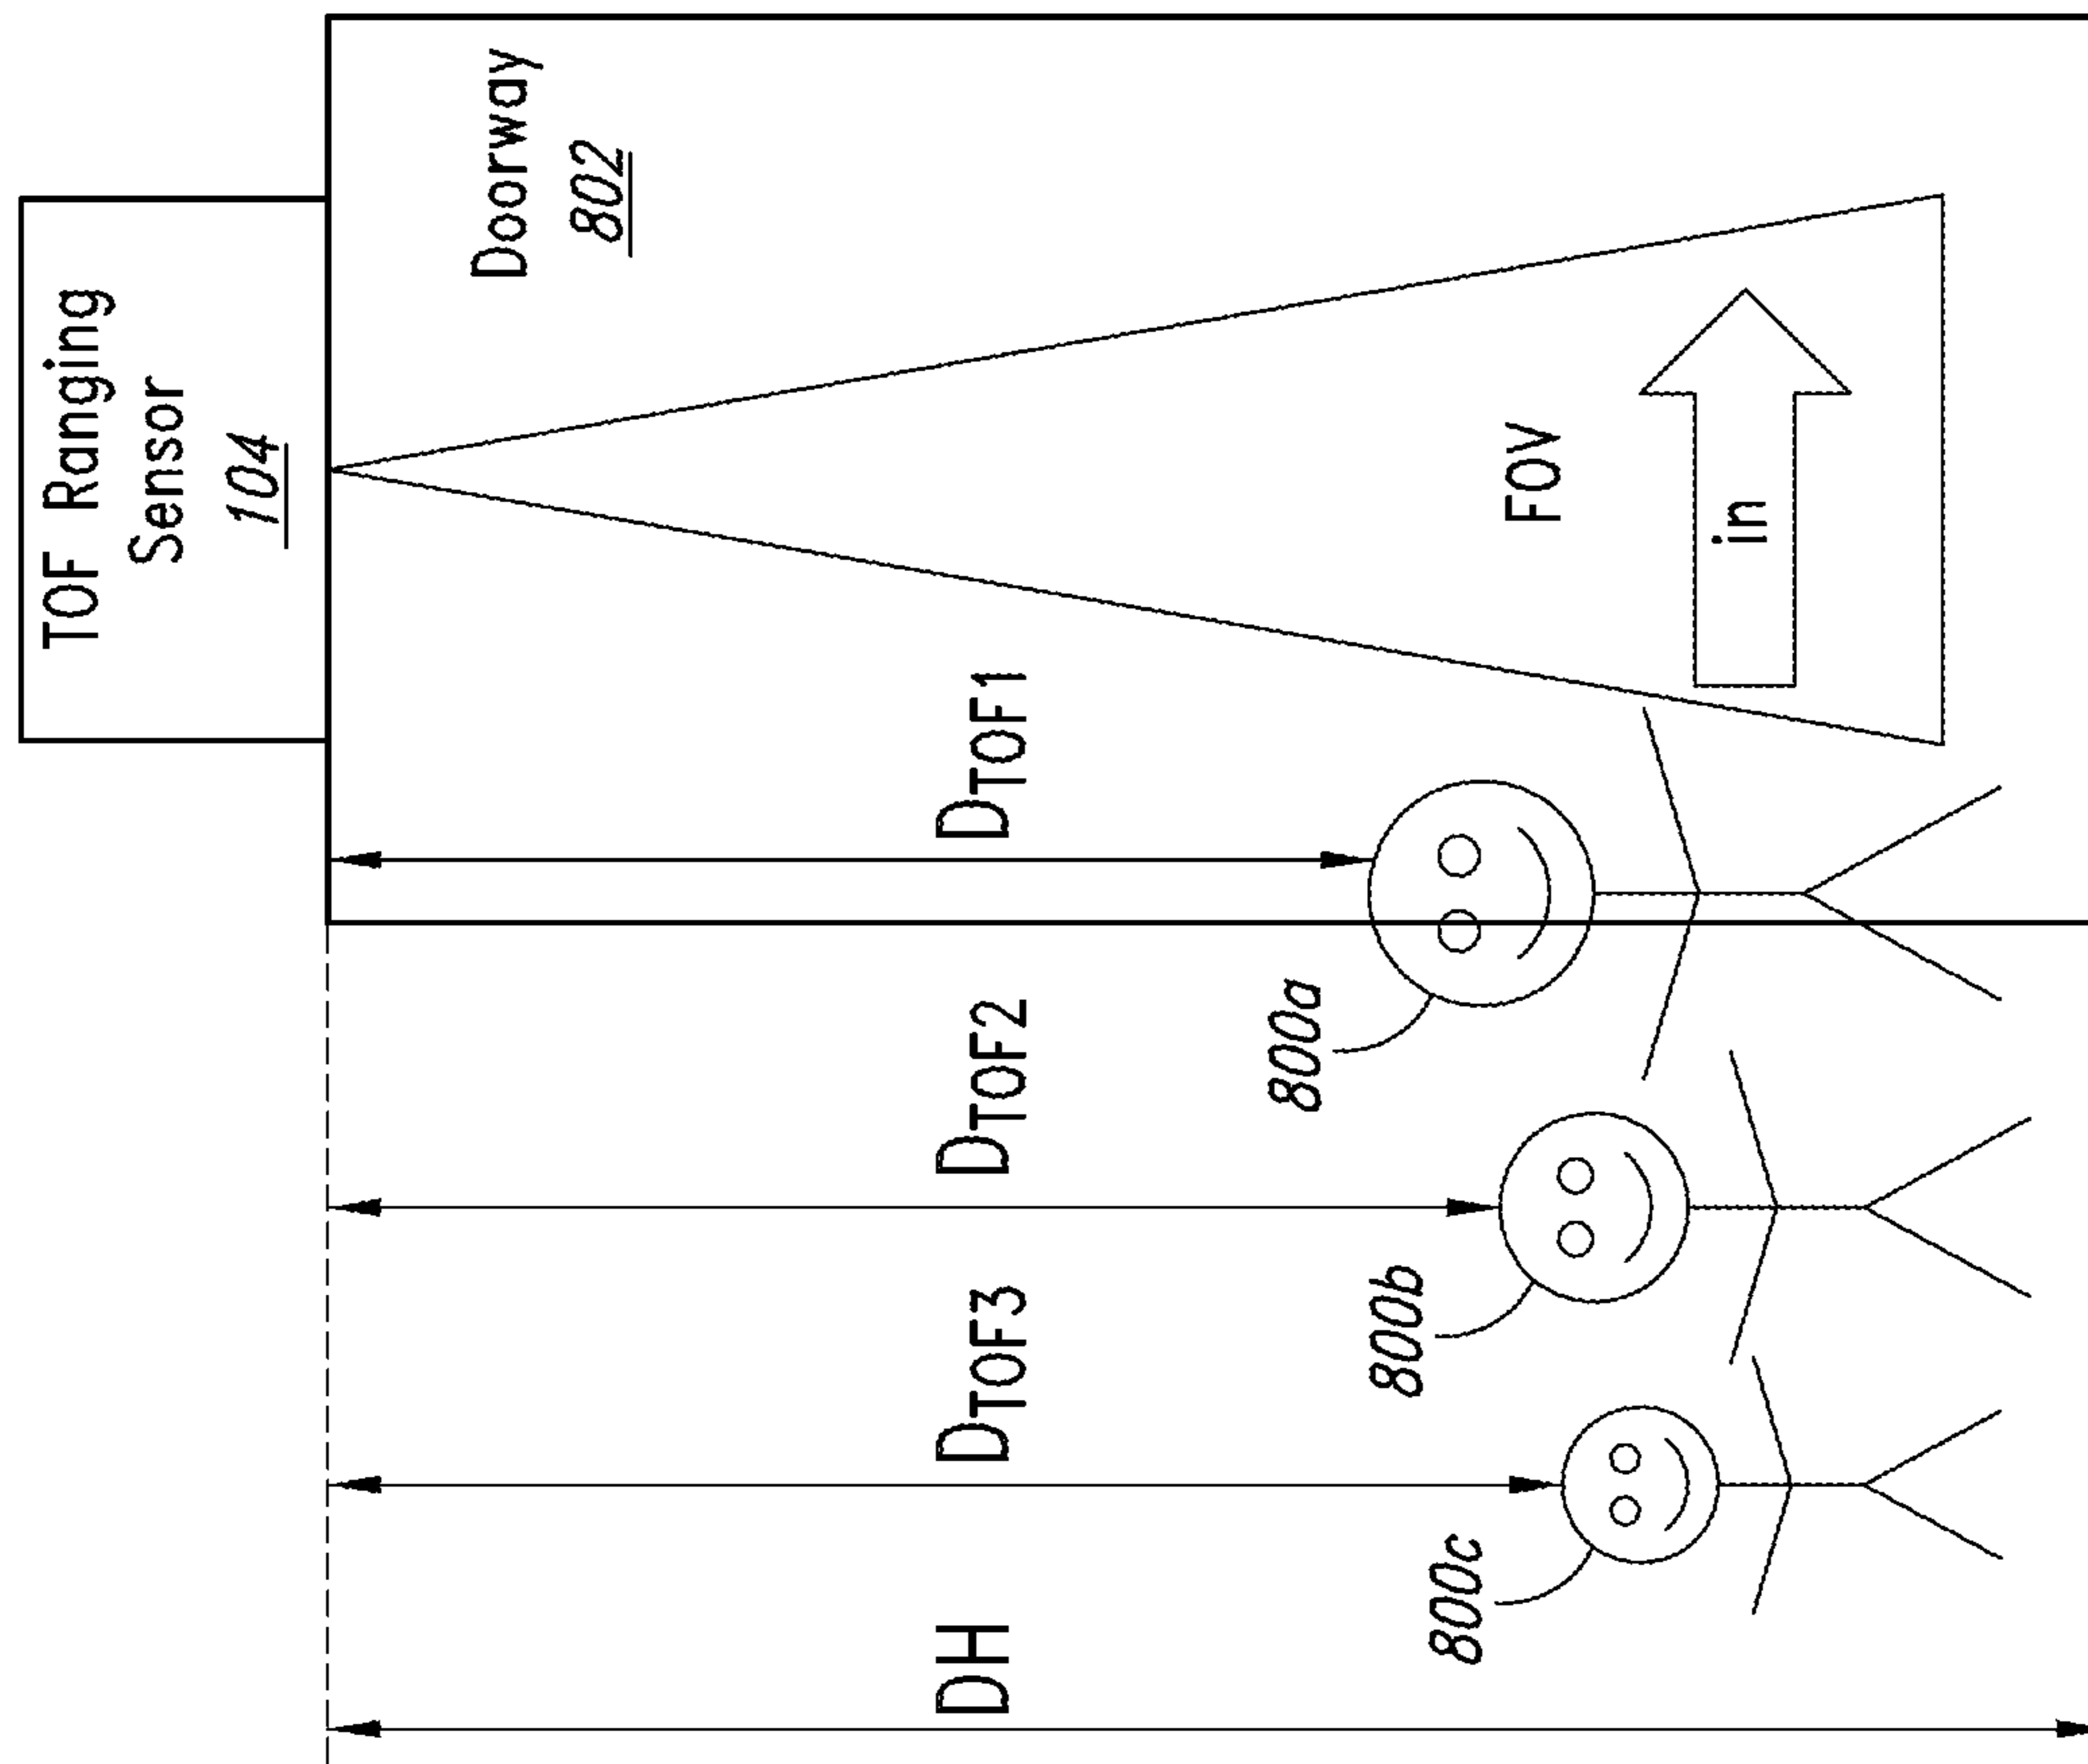 TOF Ranging
Sensor
104
Doorway
802
FOV
in
DTOF1
DTOF2
DTOF3
DH
800a
800b
800c